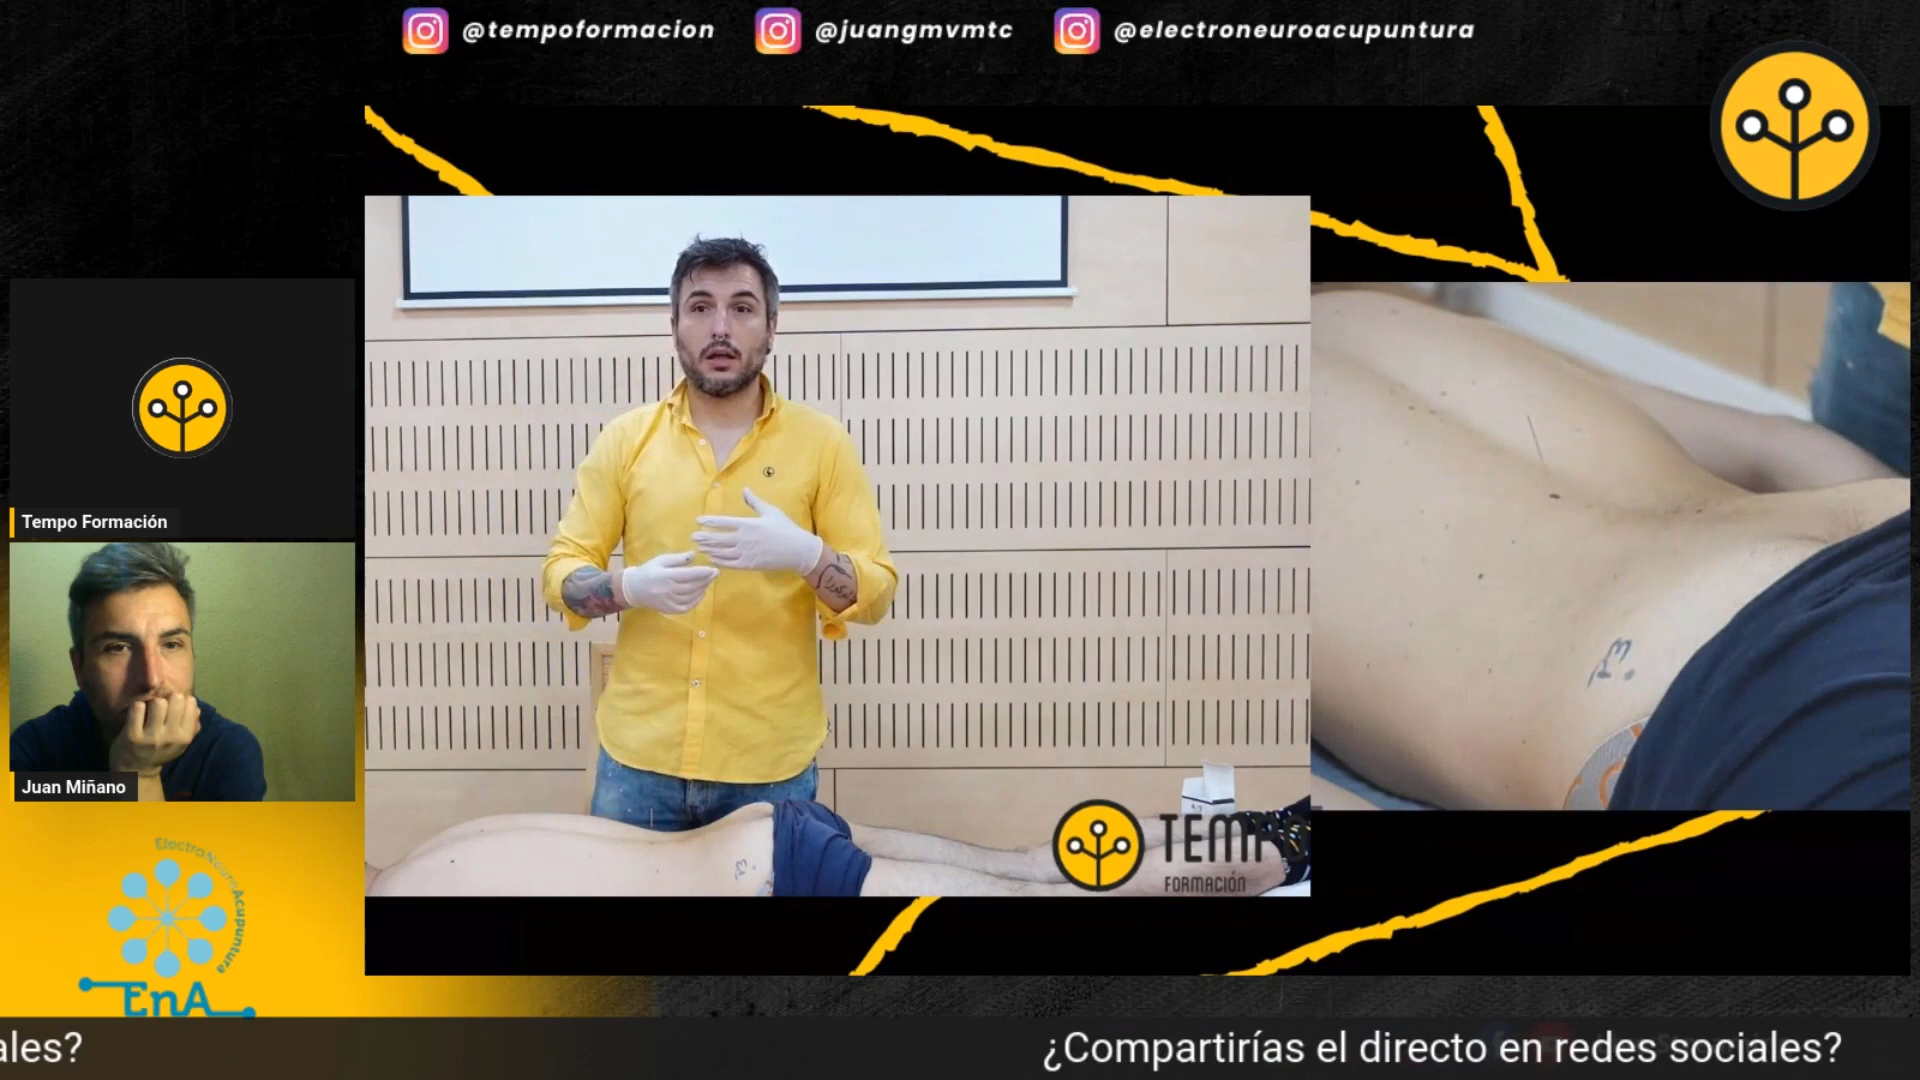 @tempoformacion @juangmvmtc @electroneuroacupuntura
Tempo Formación
Juan Miñano
TEMPO
FORMACIÓN
ElectroNeuroAcupuntura
EnA
ales? ¿Compartirías el directo en redes sociales?